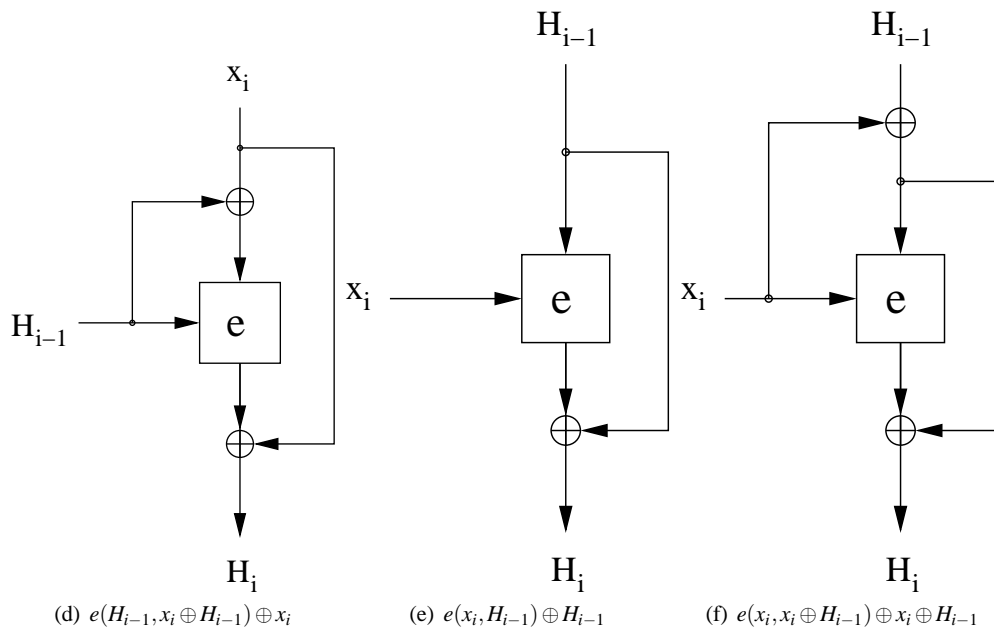 H_{i–1}
H_{i–1}
x_i
e
e
x_i
x_i
H_{i–1}
e
H_i
H_i
H_i
(d) e(H_{i−1}, x_i ⊕ H_{i−1}) ⊕ x_i
(e) e(x_i, H_{i−1}) ⊕ H_{i−1}
(f) e(x_i, x_i ⊕ H_{i−1}) ⊕ x_i ⊕ H_{i−1}